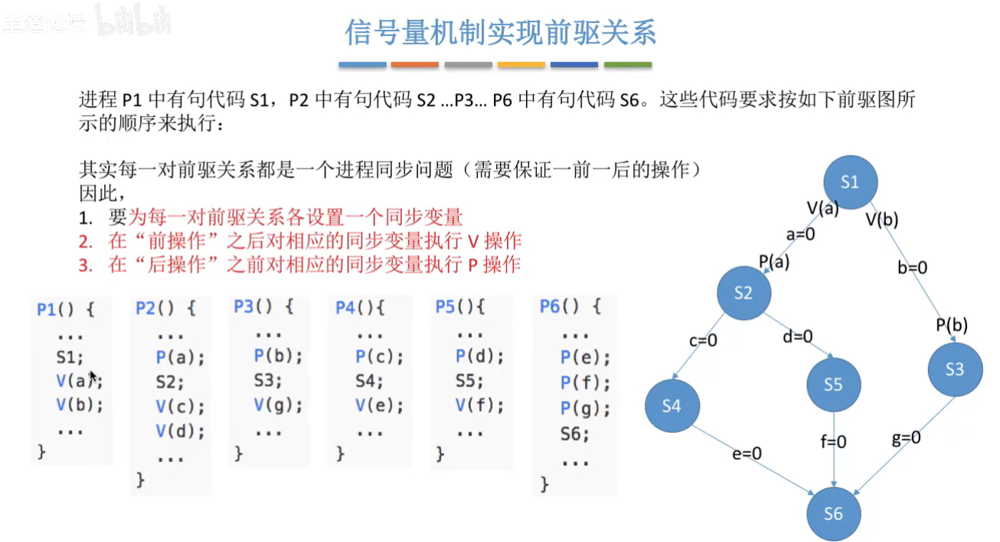 王道论坛 bilibili
信号量机制实现前驱关系
进程 P1 中有句代码 S1，P2 中有句代码 S2 ...P3... P6 中有句代码 S6。这些代码要求按如下前驱图所
示的顺序来执行：
其实每一对前驱关系都是一个进程同步问题（需要保证一前一后的操作）
因此，
1. 要为每一对前驱关系各设置一个同步变量
2. 在“前操作”之后对相应的同步变量执行 V 操作
3. 在“后操作”之前对相应的同步变量执行 P 操作
P1() {
...
S1;
V(a);
V(b);
...
}
P2() {
...
P(a);
S2;
V(c);
V(d);
...
}
P3() {
...
P(b);
S3;
V(g);
...
}
P4(){
...
P(c);
S4;
V(e);
...
}
P5(){
...
P(d);
S5;
V(f);
...
}
P6() {
...
P(e);
P(f);
P(g);
S6;
...
}
S1
V(a)
V(b)
a=0
P(a)
b=0
S2
P(b)
c=0
d=0
S3
S5
S4
f=0
g=0
e=0
S6